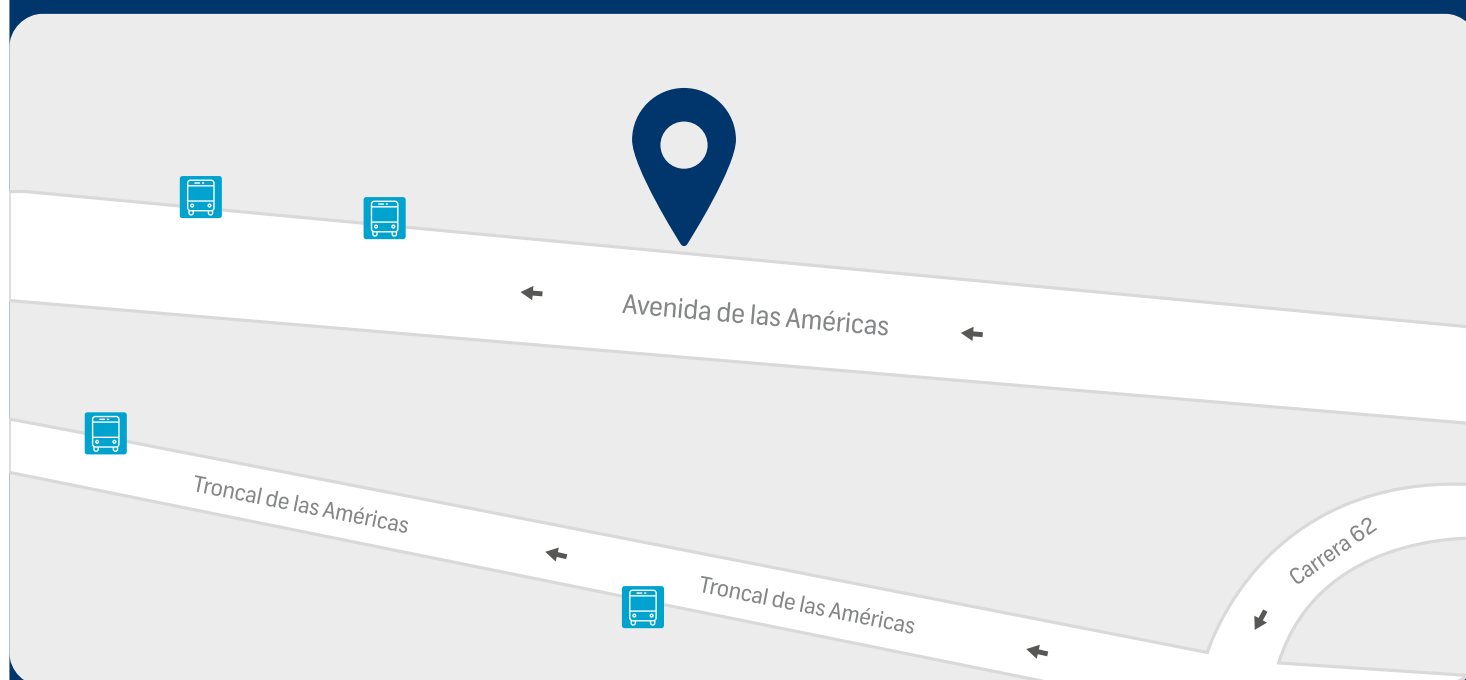 Avenida de las Américas
Troncal de las Américas
Troncal de las Américas
Carrera 62